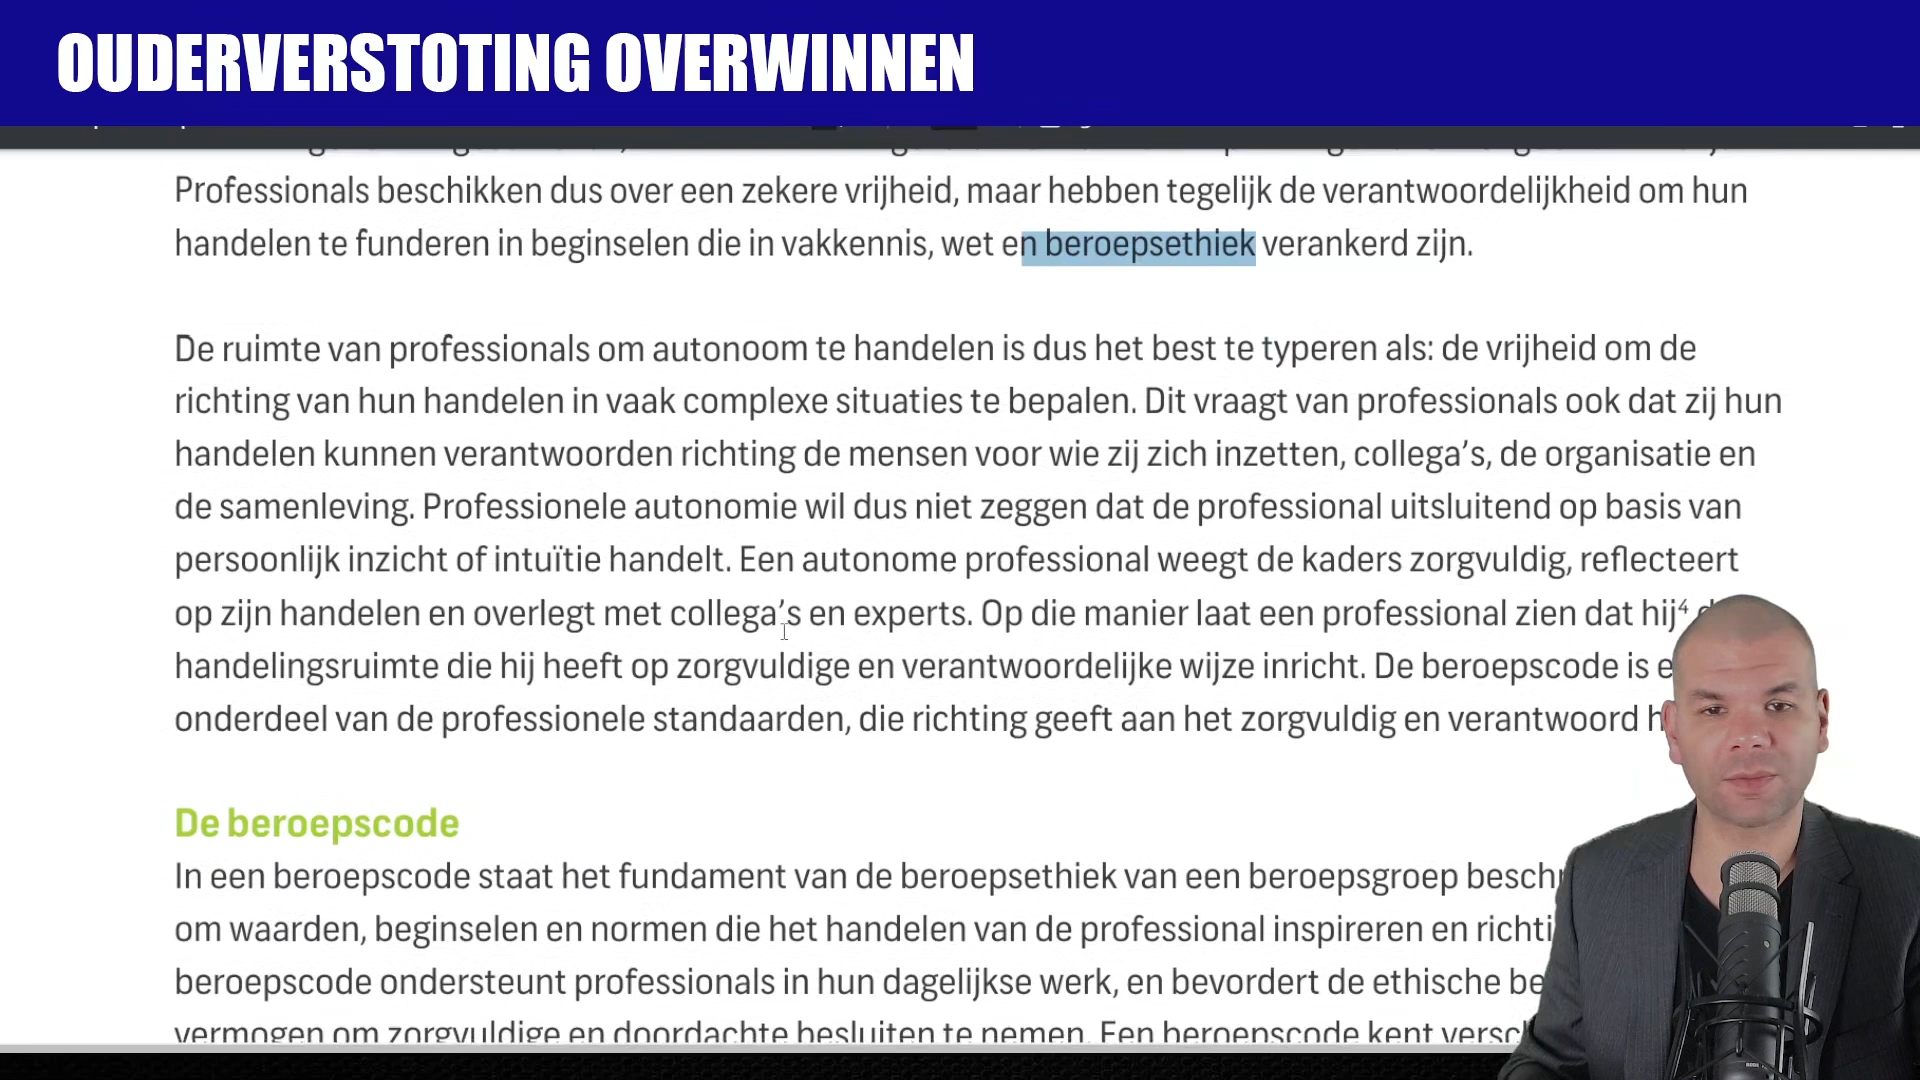 OUDERVERSTOTING OVERWINNEN
Professionals beschikken dus over een zekere vrijheid, maar hebben tegelijk de verantwoordelijkheid om hun
handelen te funderen in beginselen die in vakkennis, wet en beroepsethiek verankerd zijn.
De ruimte van professionals om autonoom te handelen is dus het best te typeren als: de vrijheid om de
richting van hun handelen in vaak complexe situaties te bepalen. Dit vraagt van professionals ook dat zij hun
handelen kunnen verantwoorden richting de mensen voor wie zij zich inzetten, collega’s, de organisatie en
de samenleving. Professionele autonomie wil dus niet zeggen dat de professional uitsluitend op basis van
persoonlijk inzicht of intuïtie handelt. Een autonome professional weegt de kaders zorgvuldig, reflecteert
op zijn handelen en overlegt met collega’s en experts. Op die manier laat een professional zien dat hij⁴
handelingsruimte die hij heeft op zorgvuldige en verantwoordelijke wijze inricht. De beroepscode is
onderdeel van de professionele standaarden, die richting geeft aan het zorgvuldig en verantwoord
De beroepscode
In een beroepscode staat het fundament van de beroepsethiek van een beroepsgroep
om waarden, beginselen en normen die het handelen van de professional inspireren en
beroepscode ondersteunt professionals in hun dagelijkse werk, en bevordert de ethische
vermogen om zorgvuldige en doordachte besluiten te nemen. Een beroepscode kent